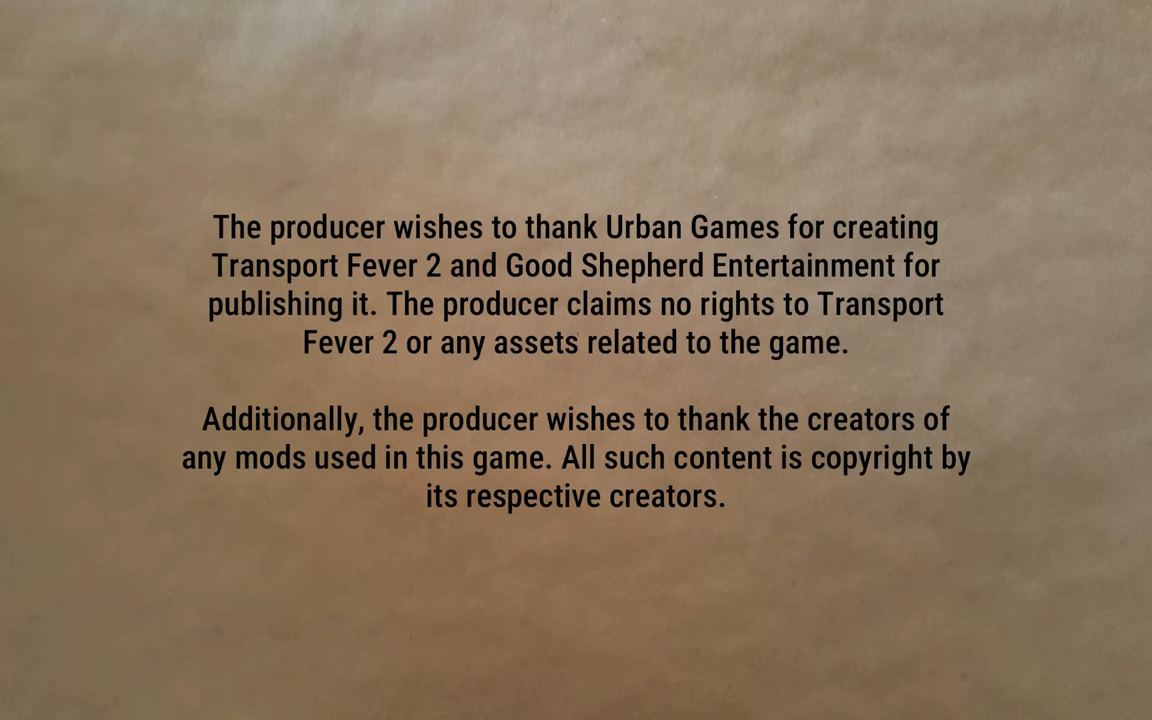 The producer wishes to thank Urban Games for creating
Transport Fever 2 and Good Shepherd Entertainment for
publishing it. The producer claims no rights to Transport
Fever 2 or any assets related to the game.
Additionally, the producer wishes to thank the creators of
any mods used in this game. All such content is copyright by
its respective creators.